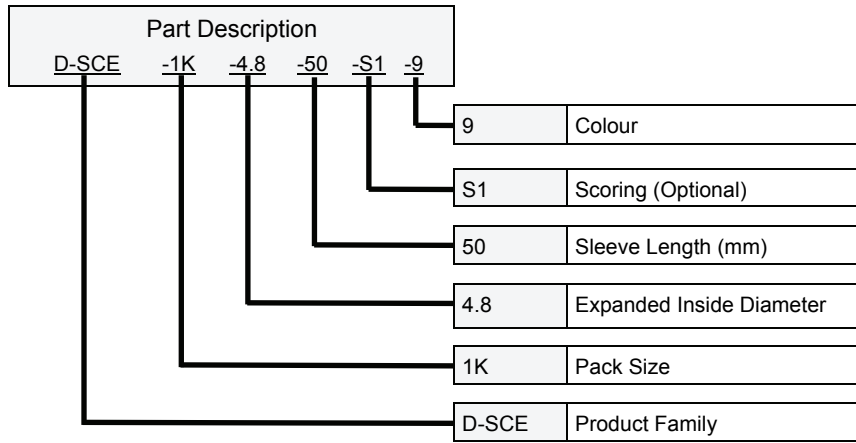 Part Description
D-SCE -1K -4.8 -50 -S1 -9
9 Colour
S1 Scoring (Optional)
50 Sleeve Length (mm)
4.8 Expanded Inside Diameter
1K Pack Size
D-SCE Product Family